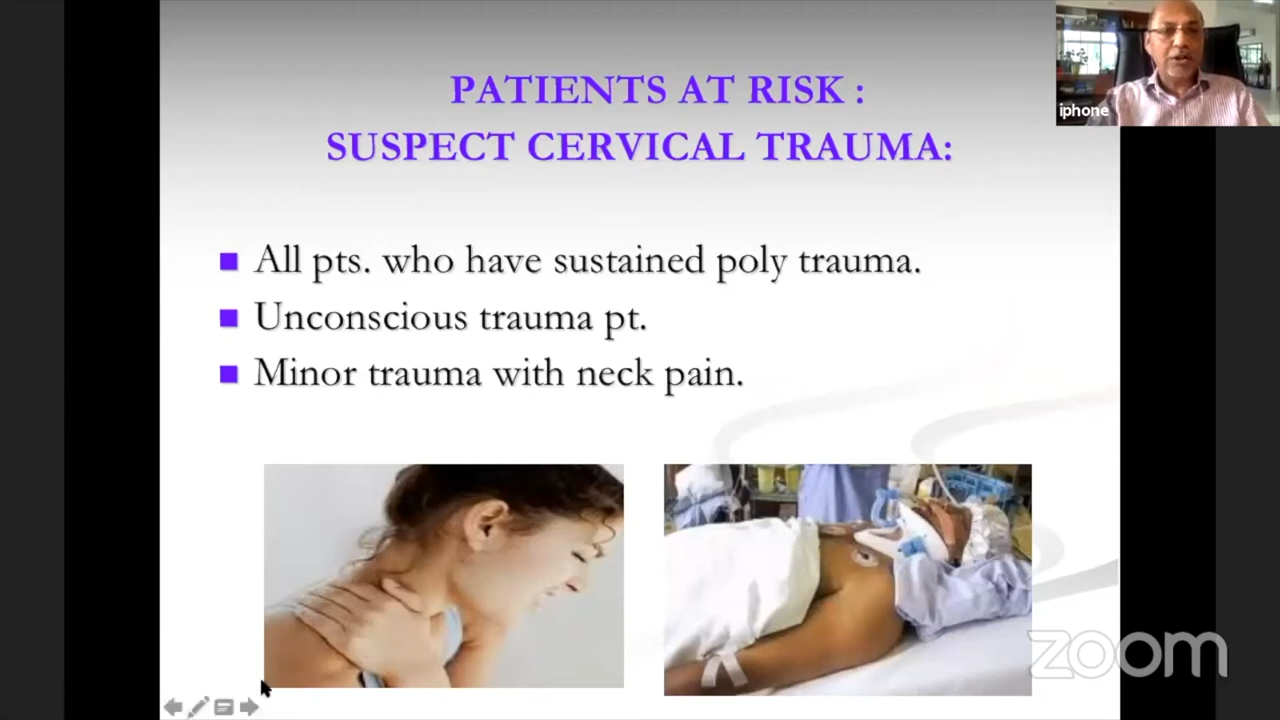 PATIENTS AT RISK :
SUSPECT CERVICAL TRAUMA:
iphone
All pts. who have sustained poly trauma.
Unconscious trauma pt.
Minor trauma with neck pain.
zoom